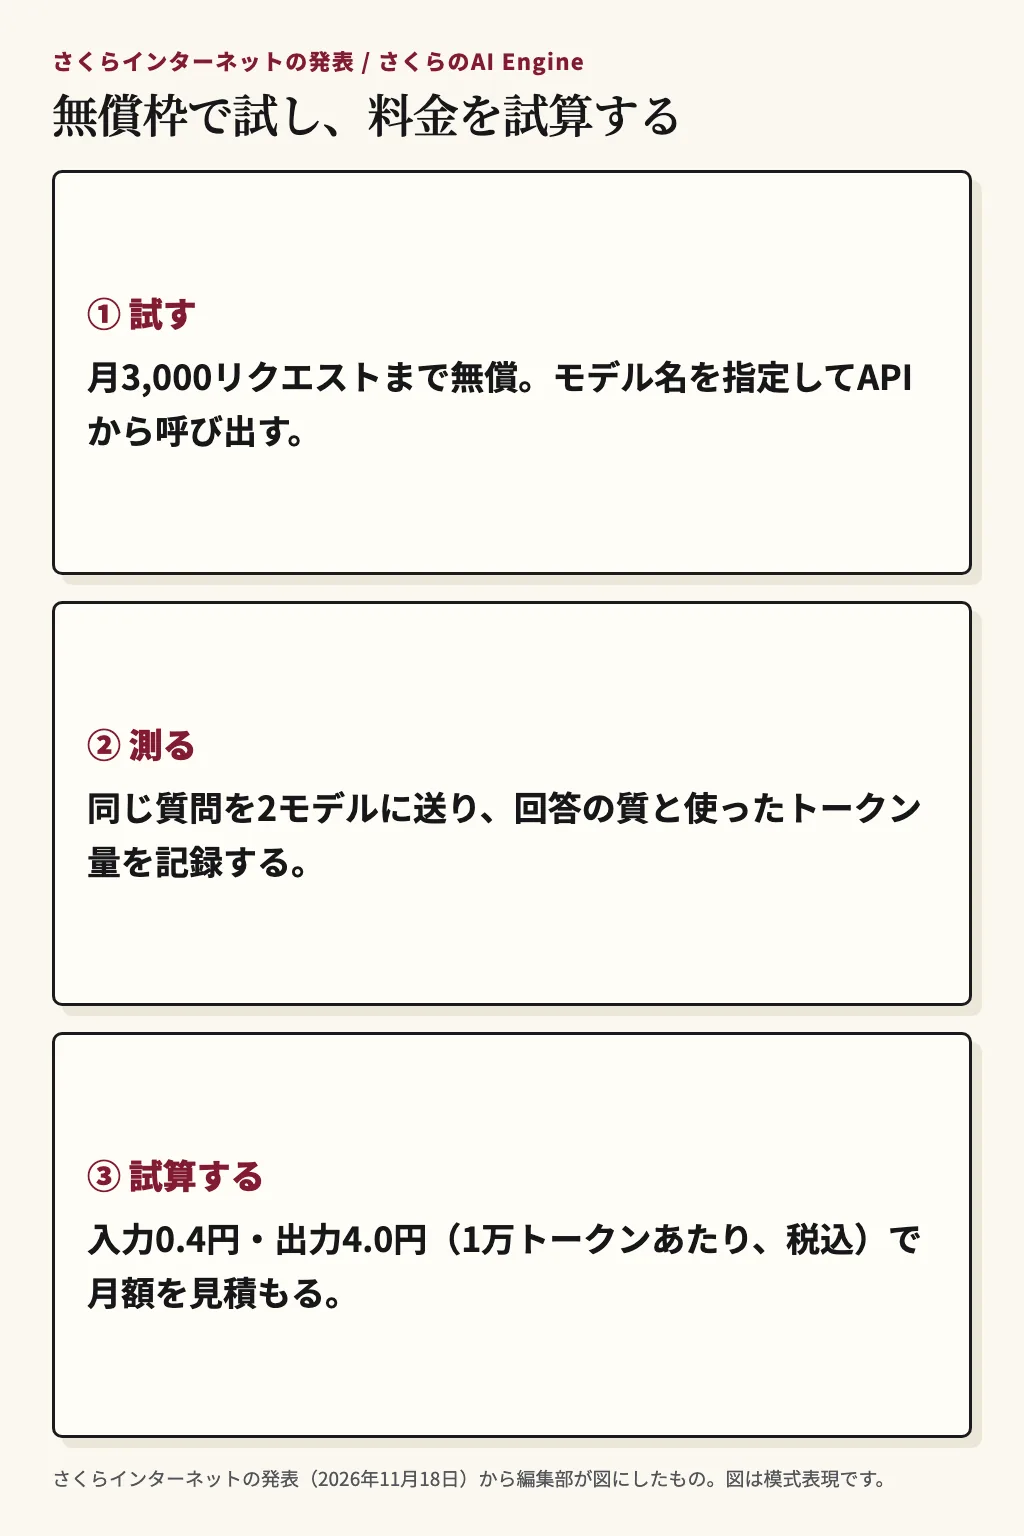 さくらインターネットの発表 / さくらのAI Engine
無償枠で試し、料金を試算する
① 試す
月3,000リクエストまで無償。モデル名を指定してAPI
から呼び出す。
② 測る
同じ質問を2モデルに送り、回答の質と使ったトークン
量を記録する。
③ 試算する
入力0.4円・出力4.0円（1万トークンあたり、税込）で
月額を見積もる。
さくらインターネットの発表（2026年11月18日）から編集部が図にしたもの。図は模式表現です。